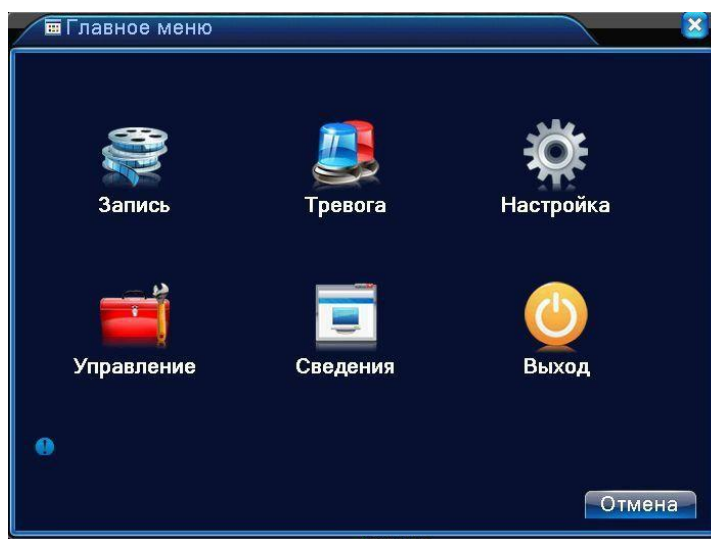 Главное меню
Запись
Тревога
Настройка
Управление
Сведения
Выход
Отмена